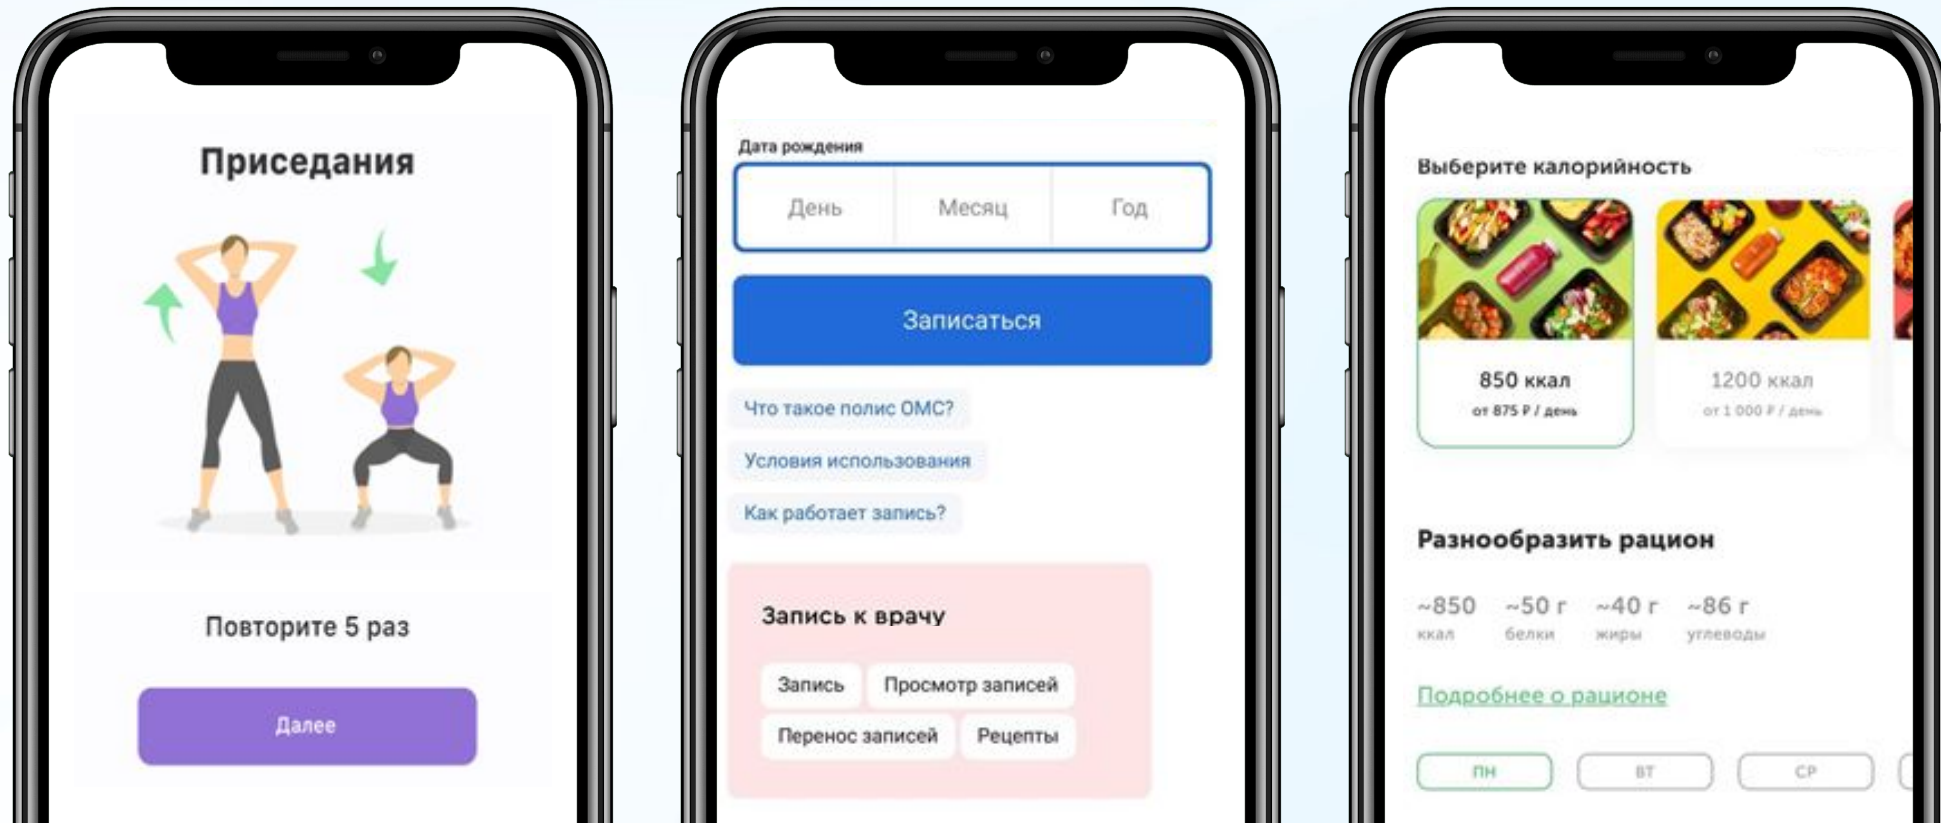 Приседания
Повторите 5 раз
Далее
Дата рождения
День Месяц Год
Записаться
Что такое полис ОМС?
Условия использования
Как работает запись?
Запись к врачу
Запись Просмотр записей
Перенос записей Рецепты
Выберите калорийность
850 ккал 1200 ккал
от 875 ₽ / день от 1 000 ₽ / день
Разнообразить рацион
~850 ~50 г ~40 г ~86 г
ккал белки жиры углеводы
Подробнее о рационе
ПН ВТ СР